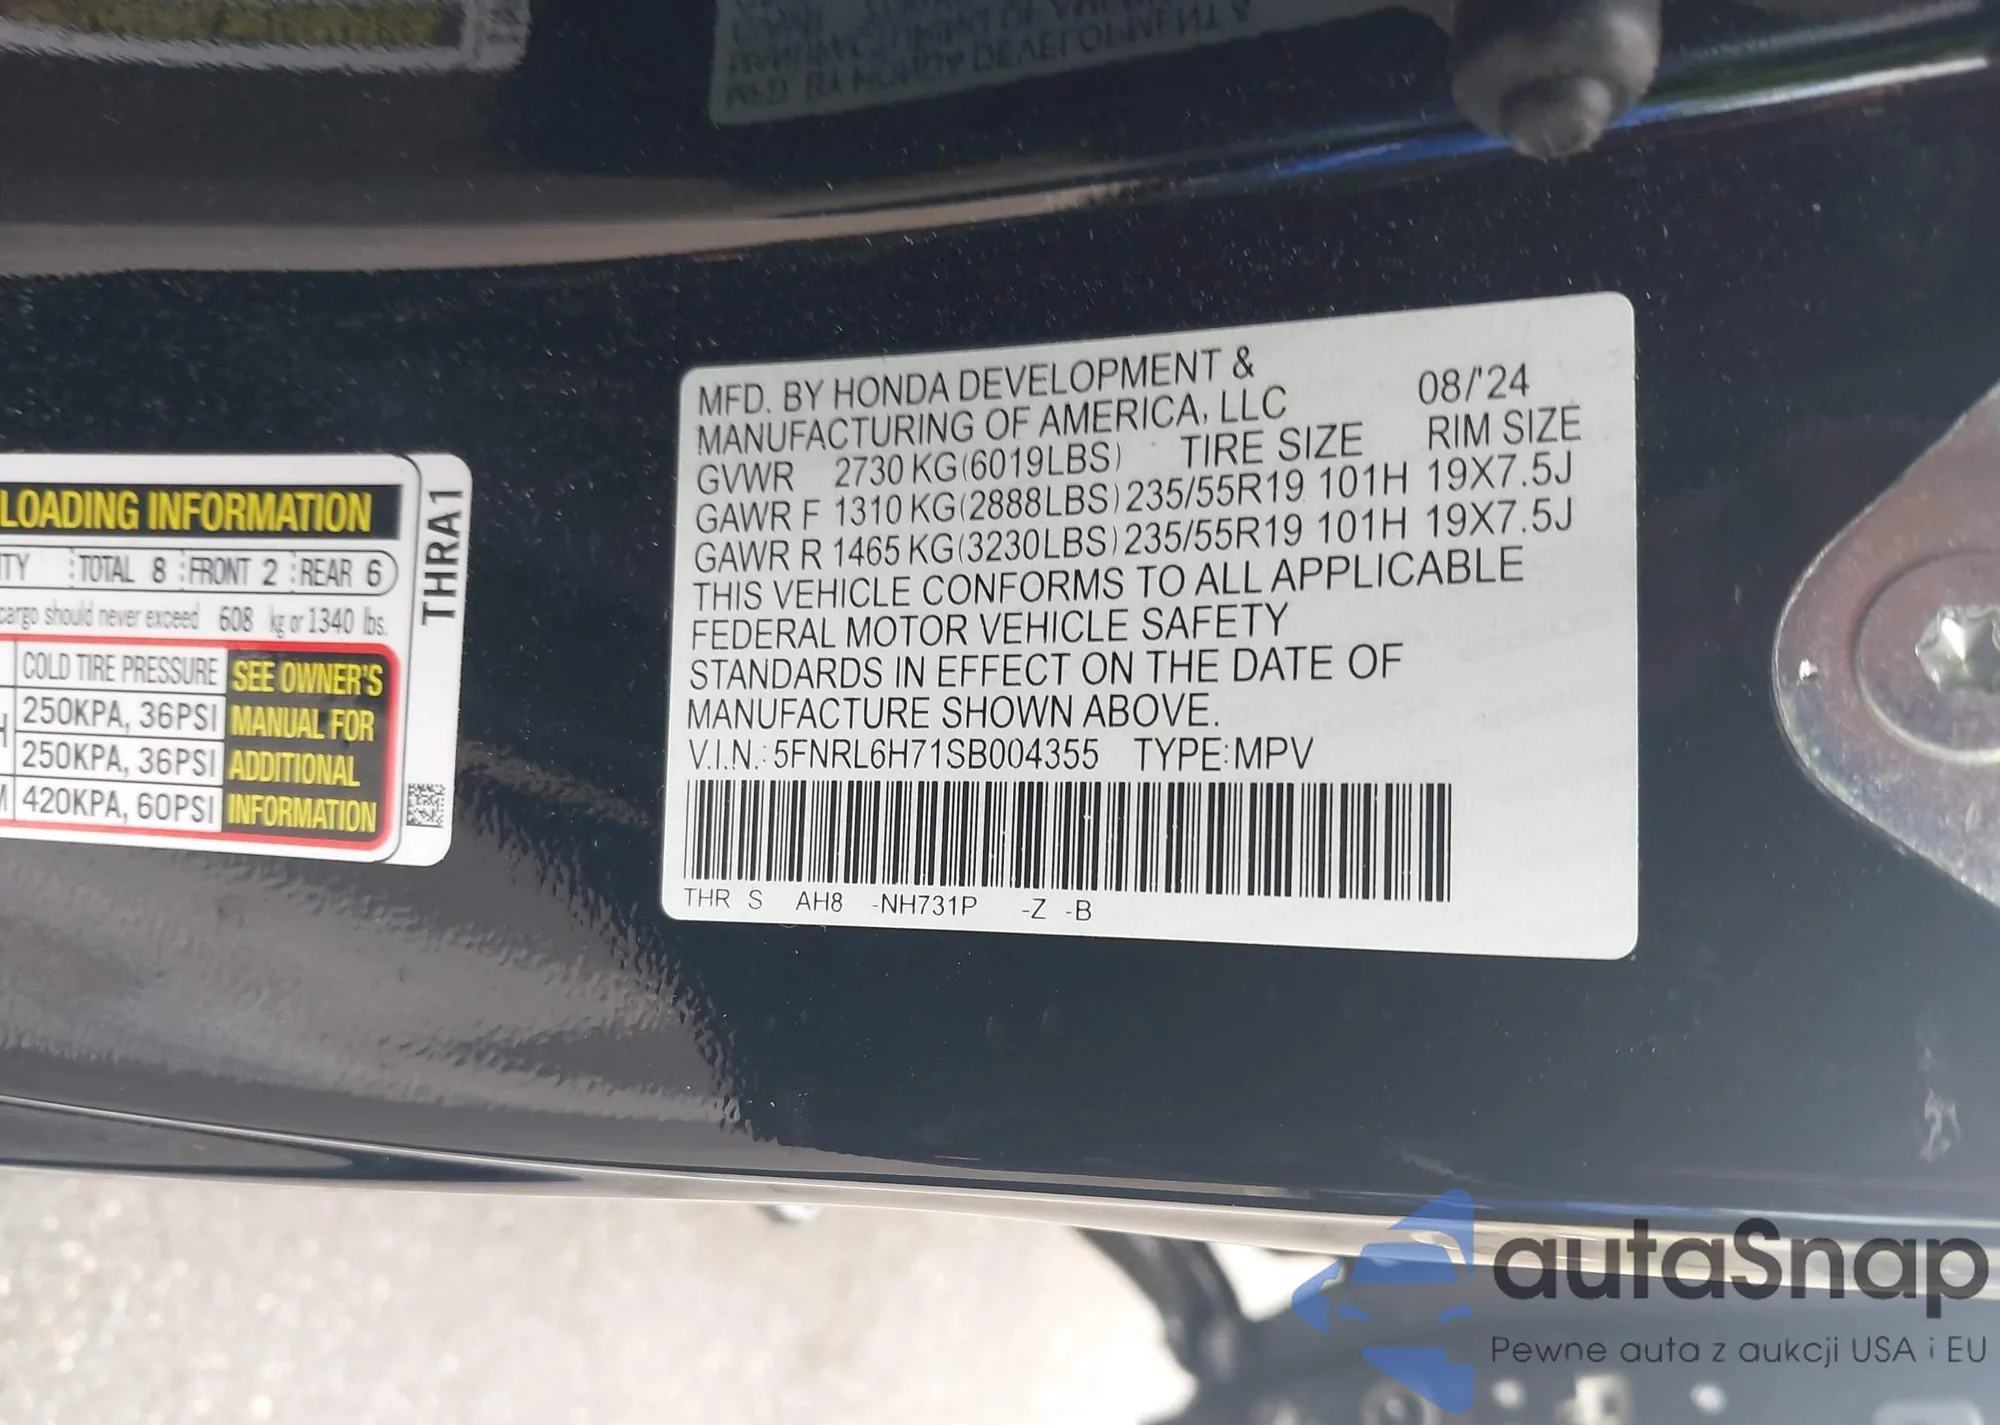 MFD. BY HONDA DEVELOPMENT &
MANUFACTURING OF AMERICA, LLC 08/'24
GVWR 2730 KG(6019LBS) TIRE SIZE RIM SIZE
GAWR F 1310 KG(2888LBS) 235/55R19 101H 19X7.5J
GAWR R 1465 KG(3230LBS) 235/55R19 101H 19X7.5J
THIS VEHICLE CONFORMS TO ALL APPLICABLE
FEDERAL MOTOR VEHICLE SAFETY
STANDARDS IN EFFECT ON THE DATE OF
MANUFACTURE SHOWN ABOVE.
V.I.N.: 5FNRL6H71SB004355 TYPE: MPV
THR S AH8 -NH731P -Z -B
LOADING INFORMATION
TOTAL 8 FRONT 2 REAR 6
cargo should never exceed 608 kg or 1340 lbs.
COLD TIRE PRESSURE
250KPA, 36PSI
250KPA, 36PSI
420KPA, 60PSI
SEE OWNER'S
MANUAL FOR
ADDITIONAL
INFORMATION
THRA1
autaSnap
Pewne auta z aukcji USA i EU